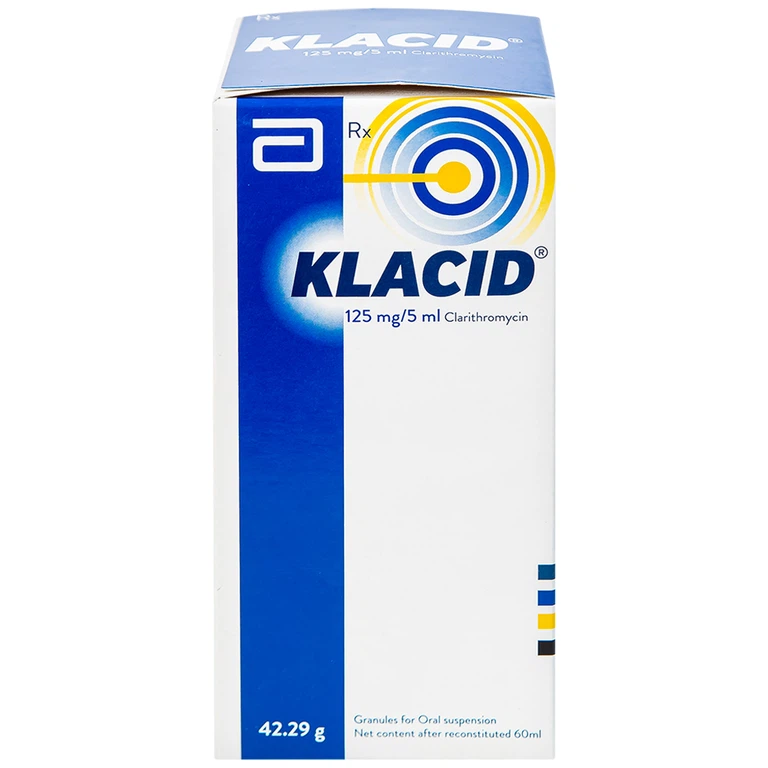 Rx
KLACID®
125 mg/5 ml Clarithromycin
Rx
KLACID®
125 mg/5 ml Clarithromycin
42.29 g
Granules for Oral suspension
Net content after reconstituted 60ml